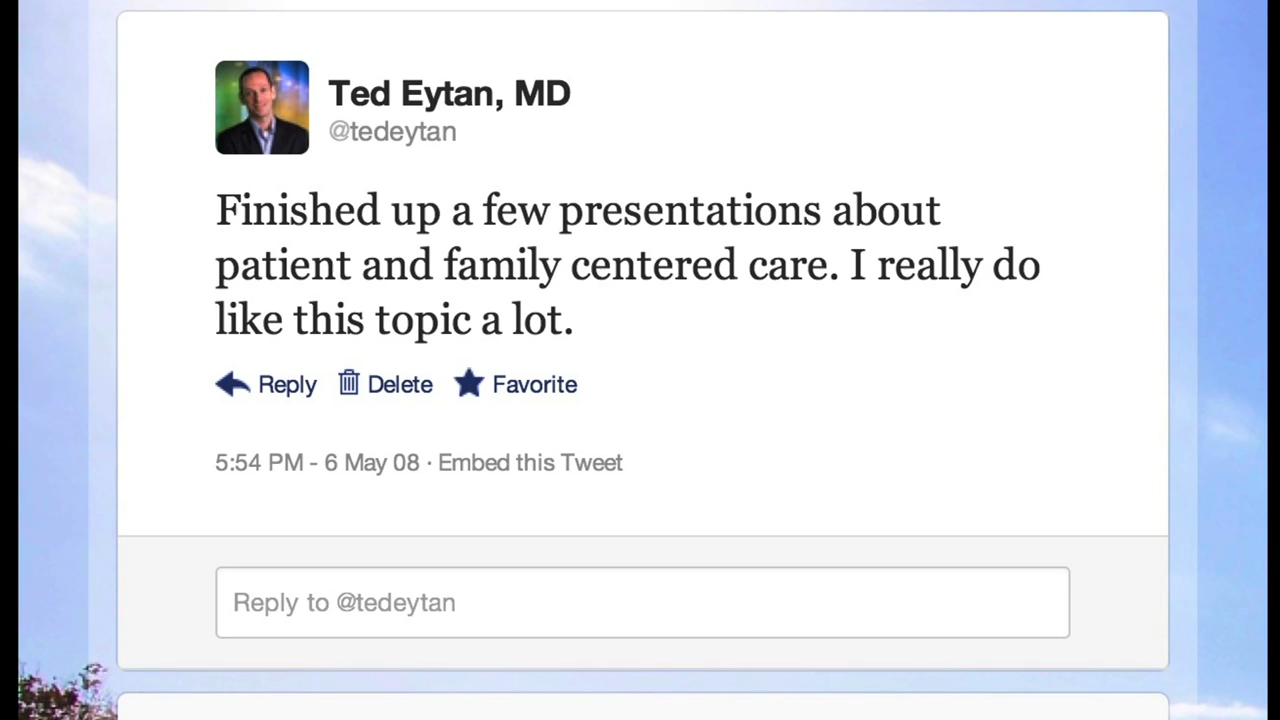 Ted Eytan, MD
@tedeytan
Finished up a few presentations about
patient and family centered care. I really do
like this topic a lot.
Reply Delete Favorite
5:54 PM - 6 May 08 · Embed this Tweet
Reply to @tedeytan